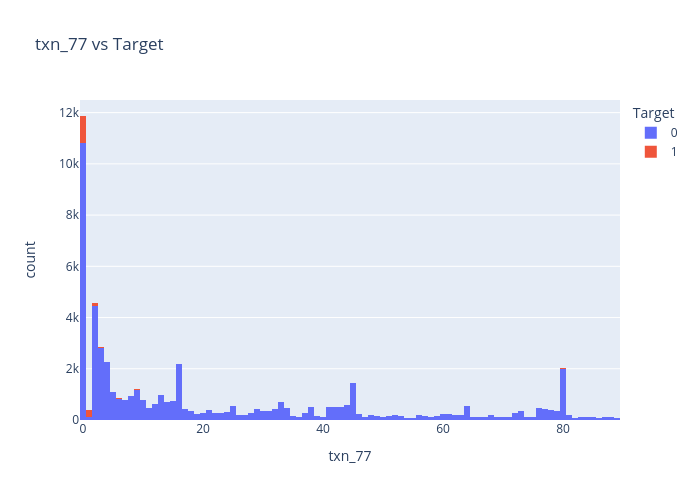 txn_77 vs Target
Target
0
1
12k
10k
8k
6k
4k
2k
0
count
0 20 40 60 80
txn_77